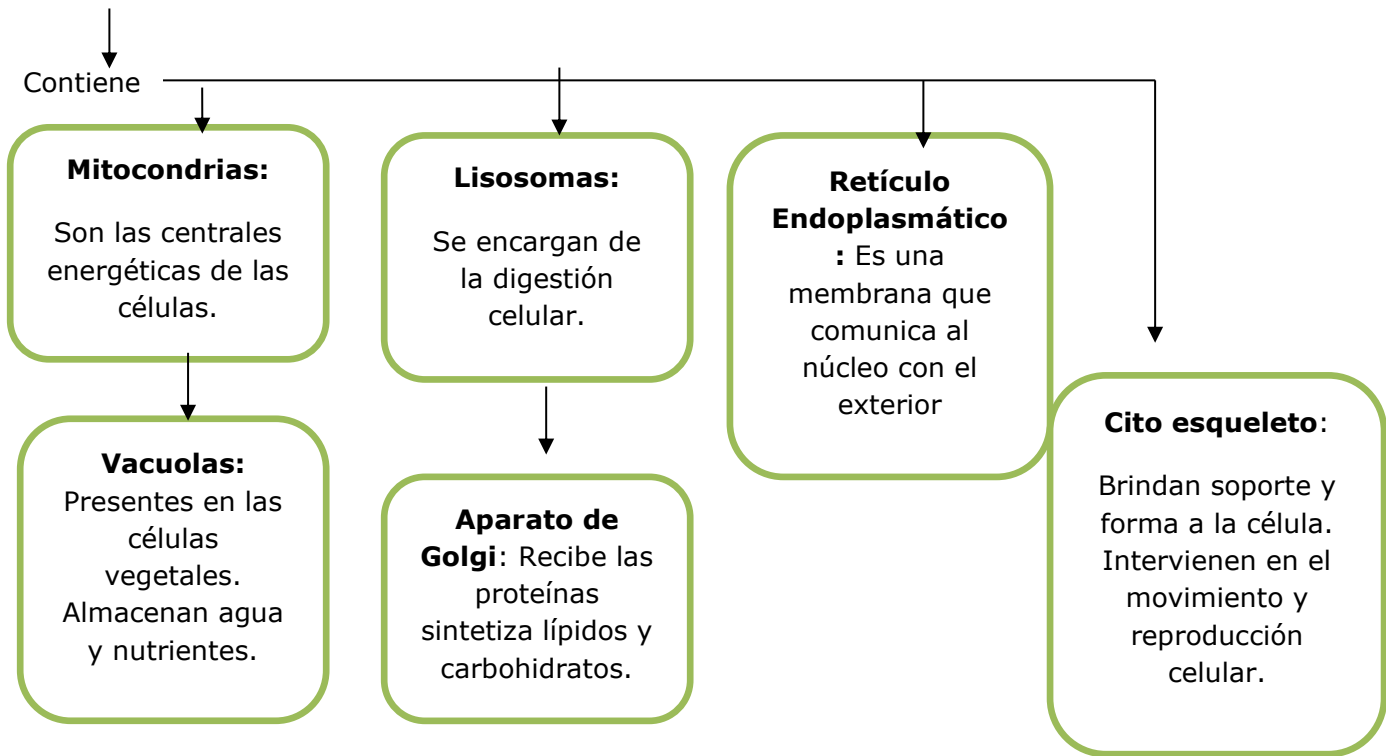 Contiene
Mitocondrias:
Son las centrales
energéticas de las
células.
Lisosomas:
Se encargan de
la digestión
celular.
Retículo
Endoplasmático
: Es una
membrana que
comunica al
núcleo con el
exterior
Cito esqueleto:
Brindan soporte y
forma a la célula.
Intervienen en el
movimiento y
reproducción
celular.
Vacuolas:
Presentes en las
células
vegetales.
Almacenan agua
y nutrientes.
Aparato de
Golgi: Recibe las
proteínas
sintetiza lípidos y
carbohidratos.